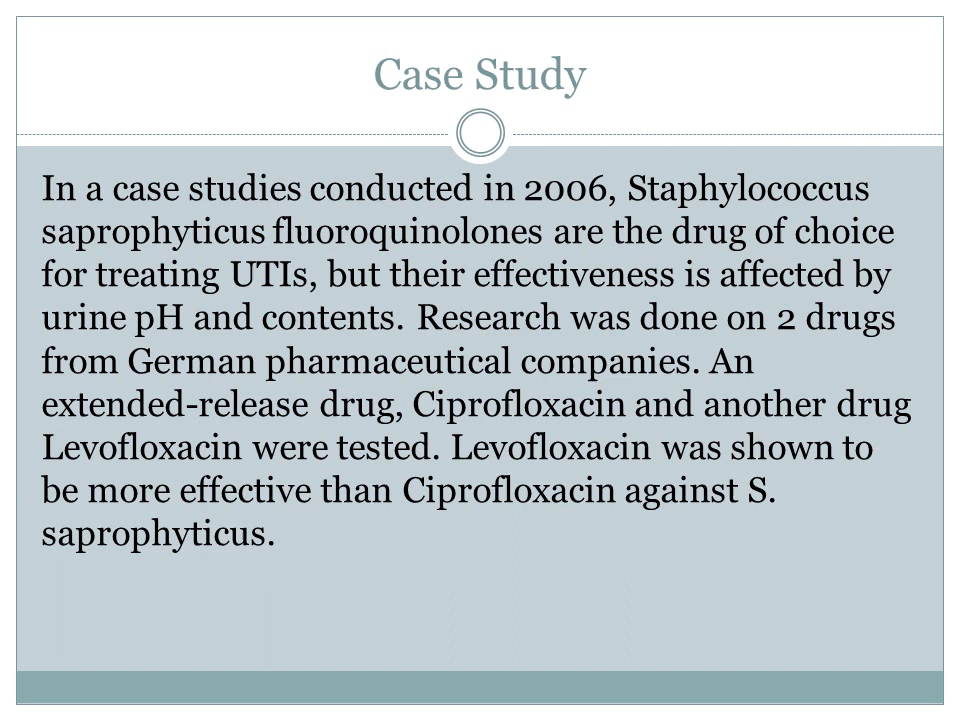 Case Study
In a case studies conducted in 2006, Staphylococcus
saprophyticus fluoroquinolones are the drug of choice
for treating UTIs, but their effectiveness is affected by
urine pH and contents. Research was done on 2 drugs
from German pharmaceutical companies. An
extended-release drug, Ciprofloxacin and another drug
Levofloxacin were tested. Levofloxacin was shown to
be more effective than Ciprofloxacin against S.
saprophyticus.